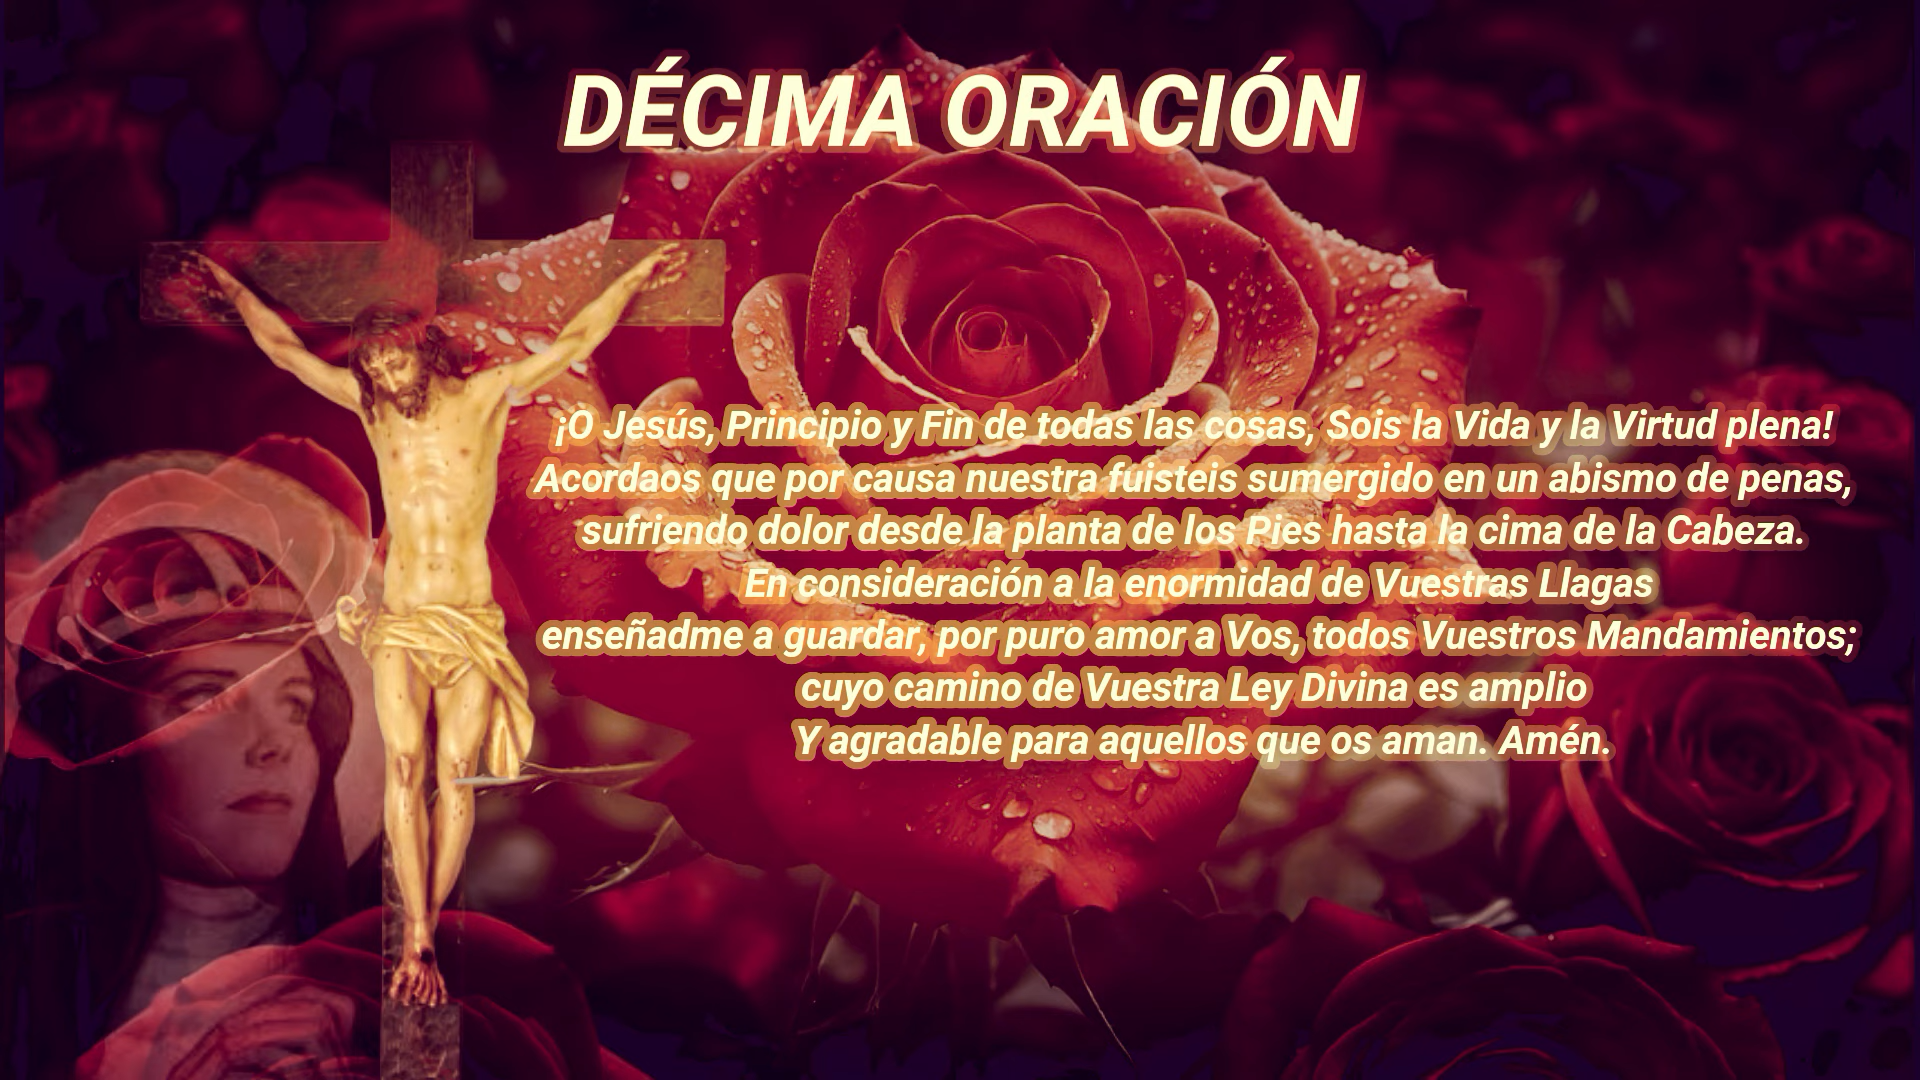 DÉCIMA ORACIÓN
¡O Jesús, Principio y Fin de todas las cosas, Sois la Vida y la Virtud plena!
Acordaos que por causa nuestra fuisteis sumergido en un abismo de penas,
sufriendo dolor desde la planta de los Pies hasta la cima de la Cabeza.
En consideración a la enormidad de Vuestras Llagas
enseñadme a guardar, por puro amor a Vos, todos Vuestros Mandamientos;
cuyo camino de Vuestra Ley Divina es amplio
Y agradable para aquellos que os aman. Amén.